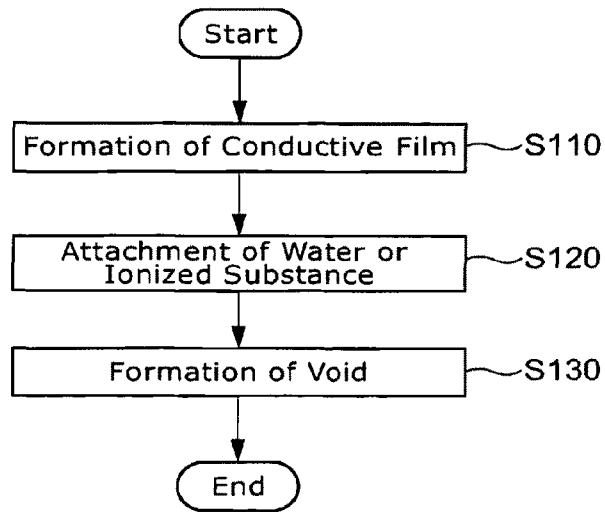 Start
Formation of Conductive Film
S110
Attachment of Water or
Ionized Substance
S120
Formation of Void
S130
End